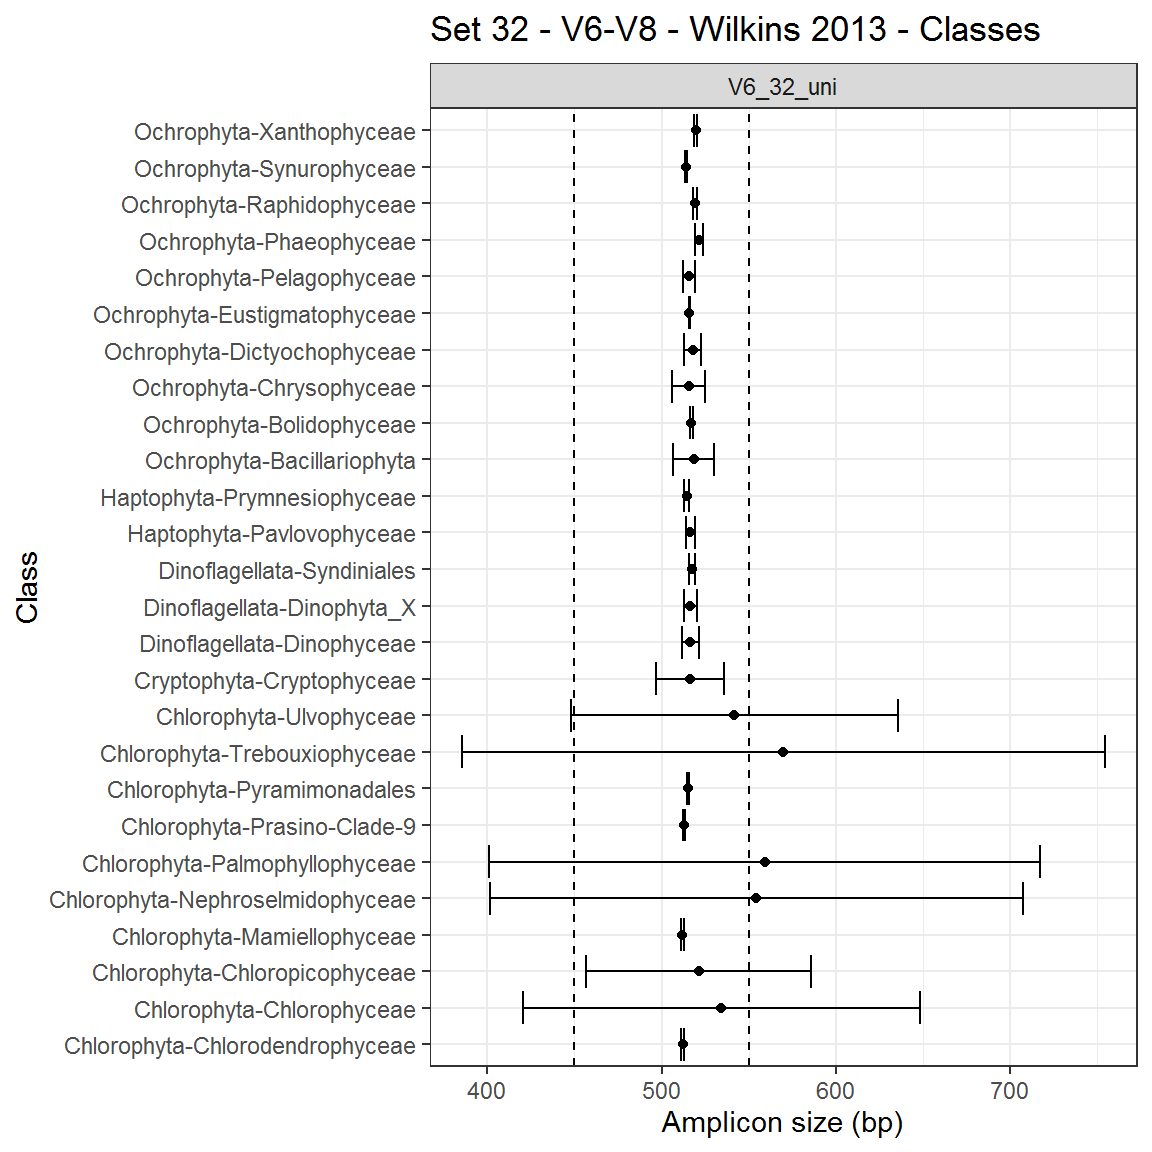 Set 32 - V6-V8 - Wilkins 2013 - Classes
V6_32_uni
Ochrophyta-Xanthophyceae
Ochrophyta-Synurophyceae
Ochrophyta-Raphidophyceae
Ochrophyta-Phaeophyceae
Ochrophyta-Pelagophyceae
Ochrophyta-Eustigmatophyceae
Ochrophyta-Dictyochophyceae
Ochrophyta-Chrysophyceae
Ochrophyta-Bolidophyceae
Ochrophyta-Bacillariophyta
Haptophyta-Prymnesiophyceae
Haptophyta-Pavlovophyceae
Dinoflagellata-Syndiniales
Dinoflagellata-Dinophyta_X
Dinoflagellata-Dinophyceae
Cryptophyta-Cryptophyceae
Chlorophyta-Ulvophyceae
Chlorophyta-Trebouxiophyceae
Chlorophyta-Pyramimonadales
Chlorophyta-Prasino-Clade-9
Chlorophyta-Palmophyllophyceae
Chlorophyta-Nephroselmidophyceae
Chlorophyta-Mamiellophyceae
Chlorophyta-Chloropicophyceae
Chlorophyta-Chlorophyceae
Chlorophyta-Chlorodendrophyceae
Class
400 500 600 700
Amplicon size (bp)